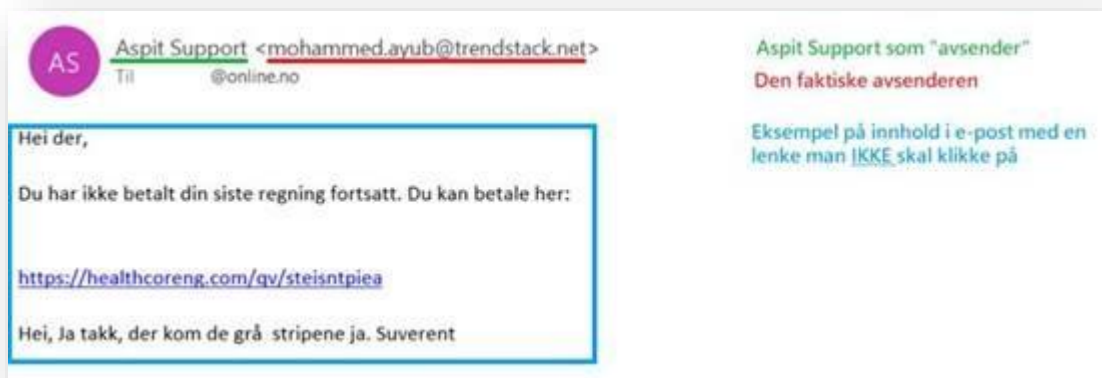 AS
Aspit Support <mohammed.ayub@trendstack.net>
Til @online.no
Hei der,
Du har ikke betalt din siste regning fortsatt. Du kan betale her:
https://healthcoreng.com/qv/steisntpiea
Hei, Ja takk, der kom de grå stripene ja. Suverent
Aspit Support som "avsender"
Den faktiske avsenderen
Eksempel på innhold i e-post med en
lenke man IKKE skal klikke på